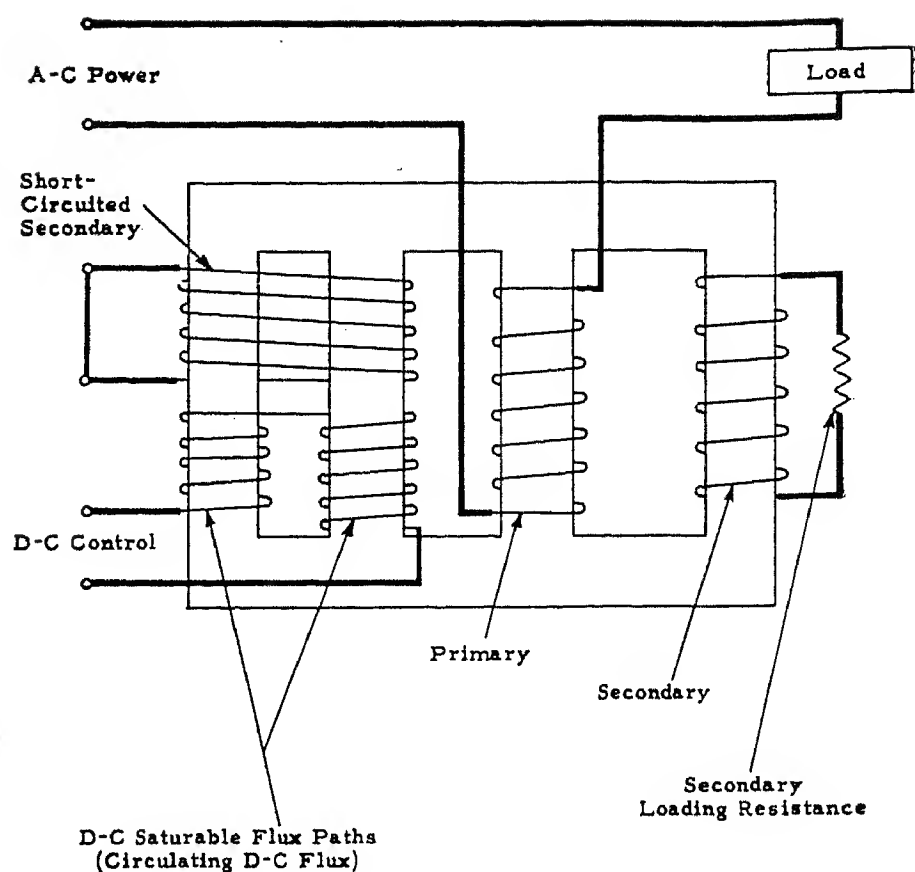 A-C Power
Load
Short-
Circuited
Secondary
D-C Control
Primary
Secondary
Secondary
Loading Resistance
D-C Saturable Flux Paths
(Circulating D-C Flux)